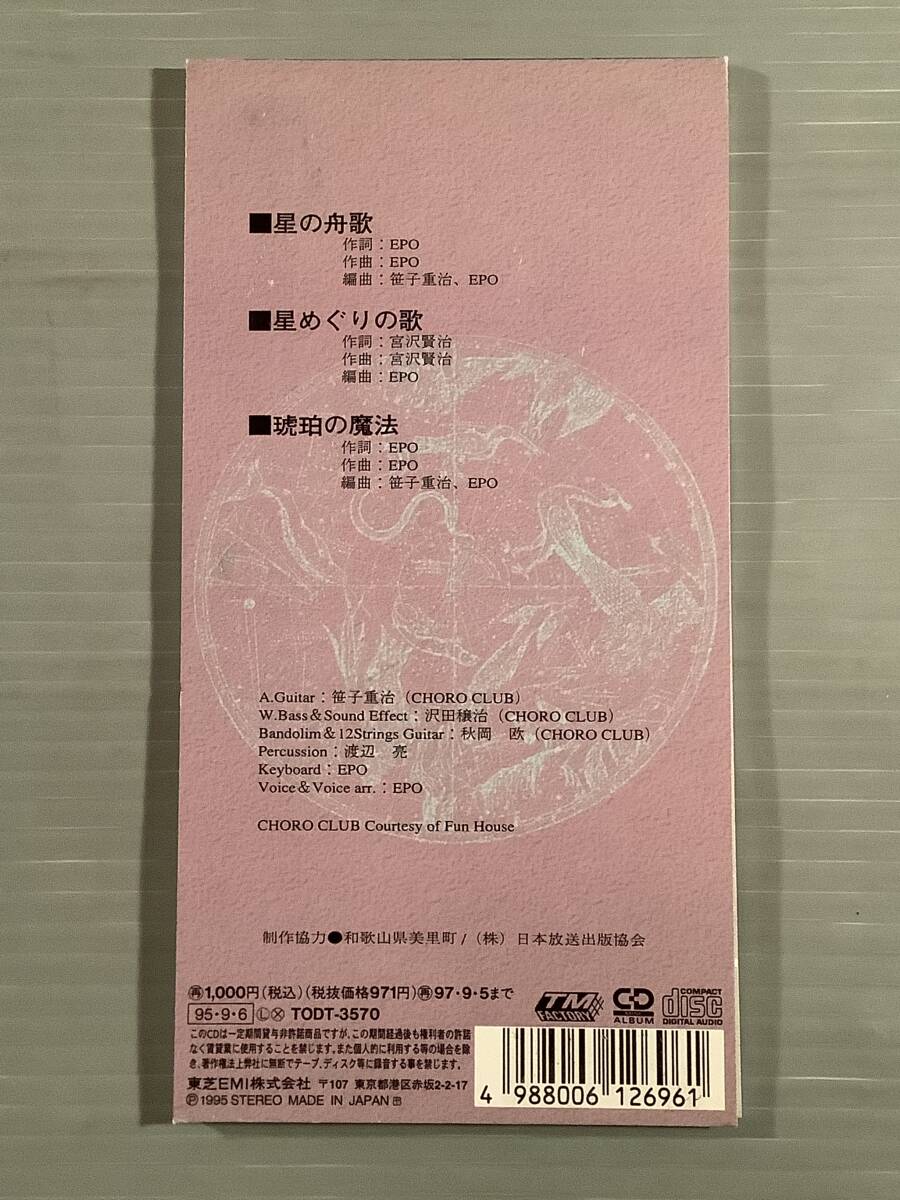 ■星の舟歌
作詞：EPO
作曲：EPO
編曲：笹子重治、EPO
■星めぐりの歌
作詞：宮沢賢治
作曲：宮沢賢治
編曲：EPO
■琥珀の魔法
作詞：EPO
作曲：EPO
編曲：笹子重治、EPO
A.Guitar：笹子重治（CHORO CLUB）
W.Bass＆Sound Effect：沢田穣治（CHORO CLUB）
Bandolim＆12Strings Guitar：秋岡　欧（CHORO CLUB）
Percussion：渡辺　亮
Keyboard：EPO
Voice＆Voice arr.：EPO
CHORO CLUB Courtesy of Fun House
制作協力●和歌山県美里町/（株）日本放送出版協会
再1,000円(税込)(税抜価格971円)再97・9・5まで
95・9・6 Ⓛ X TODT-3570
このCDは一定期間貸与非許諾商品ですが、この期間経過後も権利者の許諾
なく賃貸業に使用することを禁じます。また個人的に利用する等の場合を除
き、著作権法上弊社に無断でテープ、ディスク等に録音する事を禁じます。
東芝EMI株式会社 〒107 東京都港区赤坂2-2-17
Ⓟ1995 STEREO MADE IN JAPAN
TM FACTORY
CD ALBUM
COMPACT disc DIGITAL AUDIO
4 988006 126961